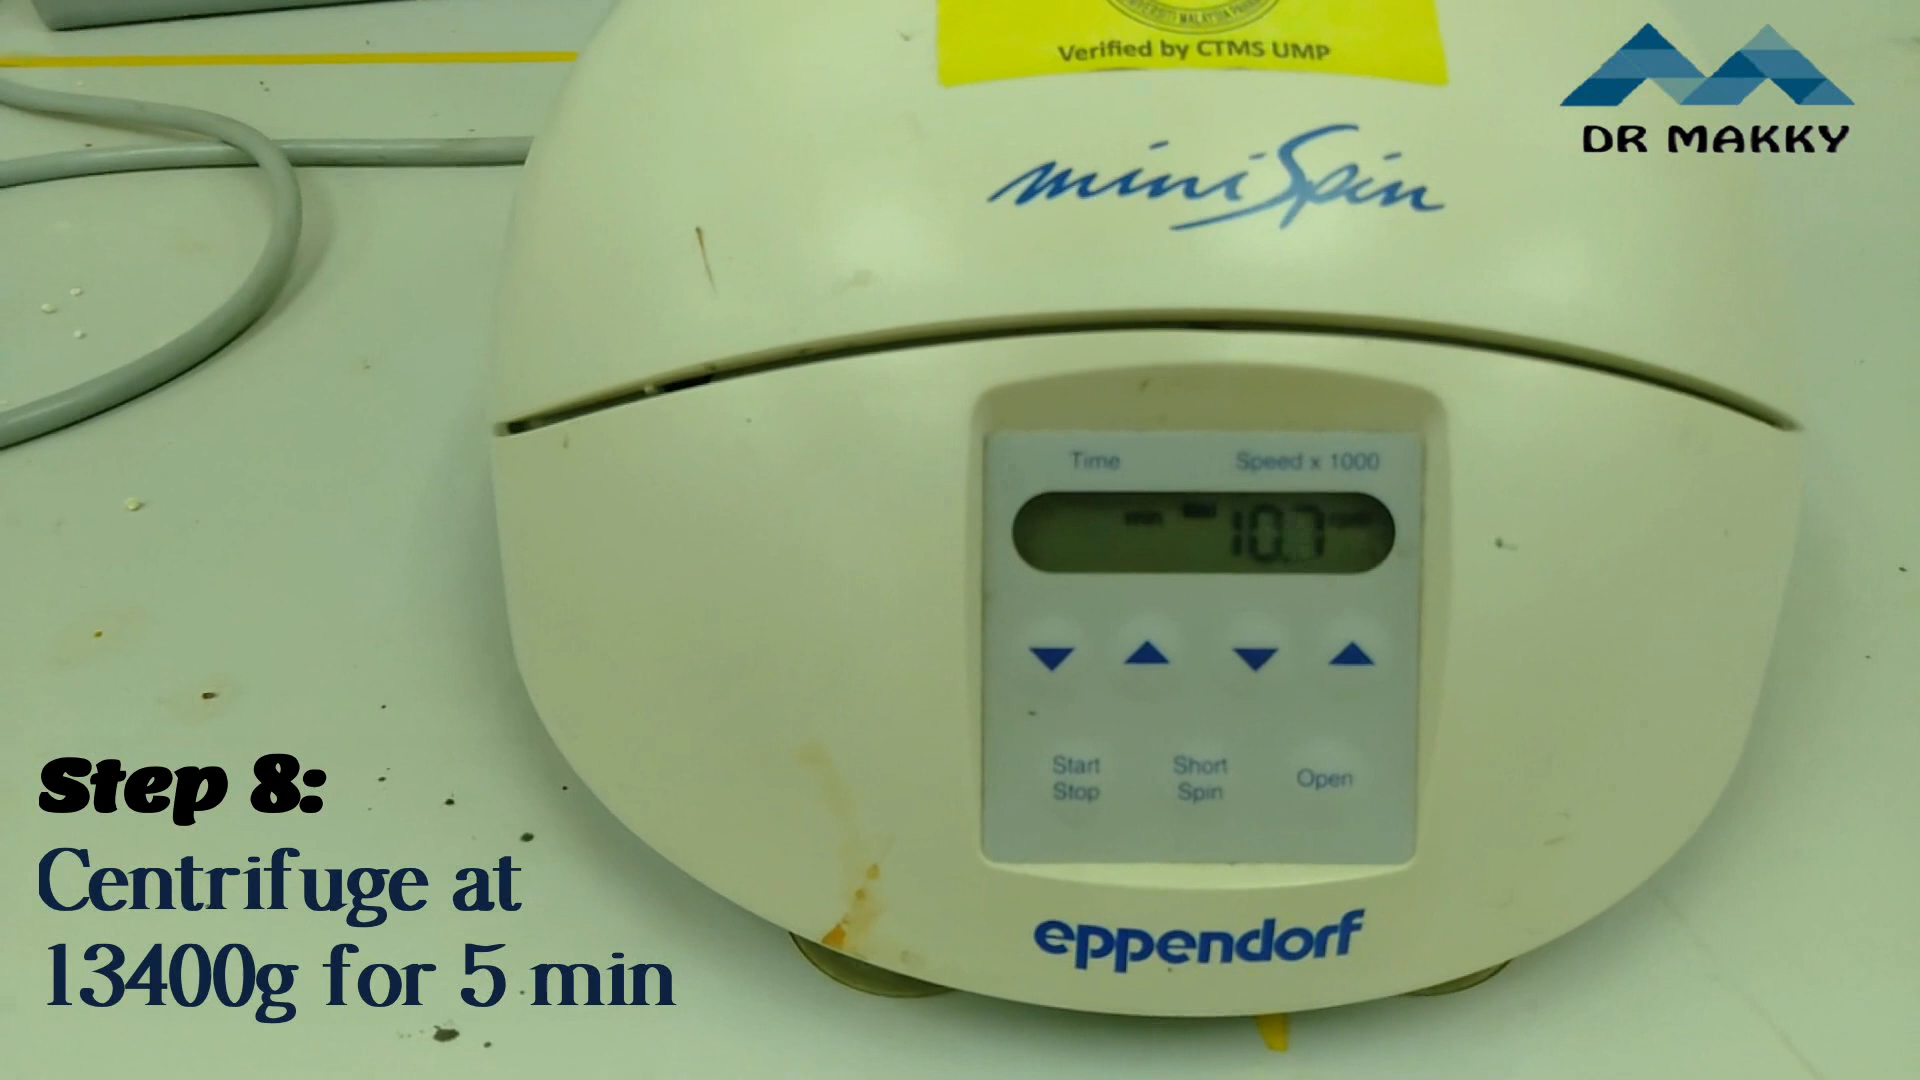 Verified by CTMS UMP
DR MAKKY
miniSpin
Time Speed x 1000
min 10.7
Start Stop
Short Spin
Open
eppendorf
Step 8:
Centrifuge at
13400g for 5 min